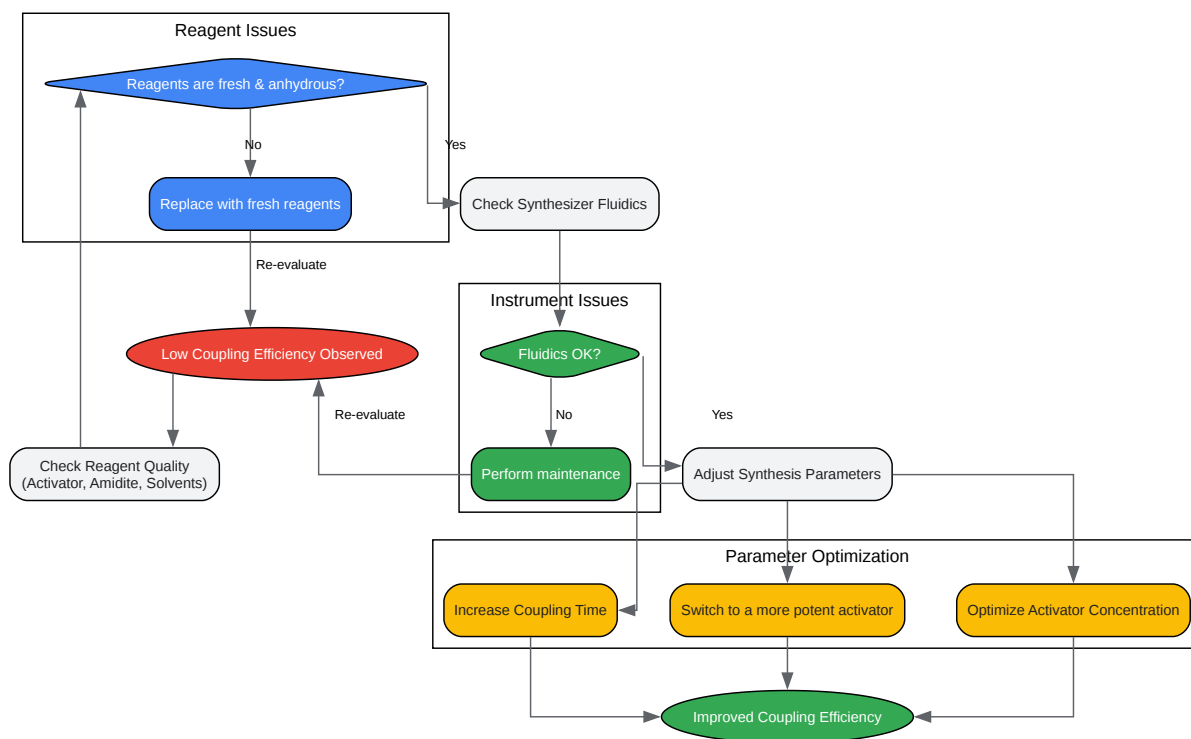 Reagent Issues
Reagents are fresh & anhydrous?
No
Yes
Replace with fresh reagents
Check Synthesizer Fluidics
Re-evaluate
Instrument Issues
Low Coupling Efficiency Observed
Fluidics OK?
Re-evaluate
No
Yes
Check Reagent Quality
(Activator, Amidite, Solvents)
Perform maintenance
Adjust Synthesis Parameters
Parameter Optimization
Increase Coupling Time
Switch to a more potent activator
Optimize Activator Concentration
Improved Coupling Efficiency